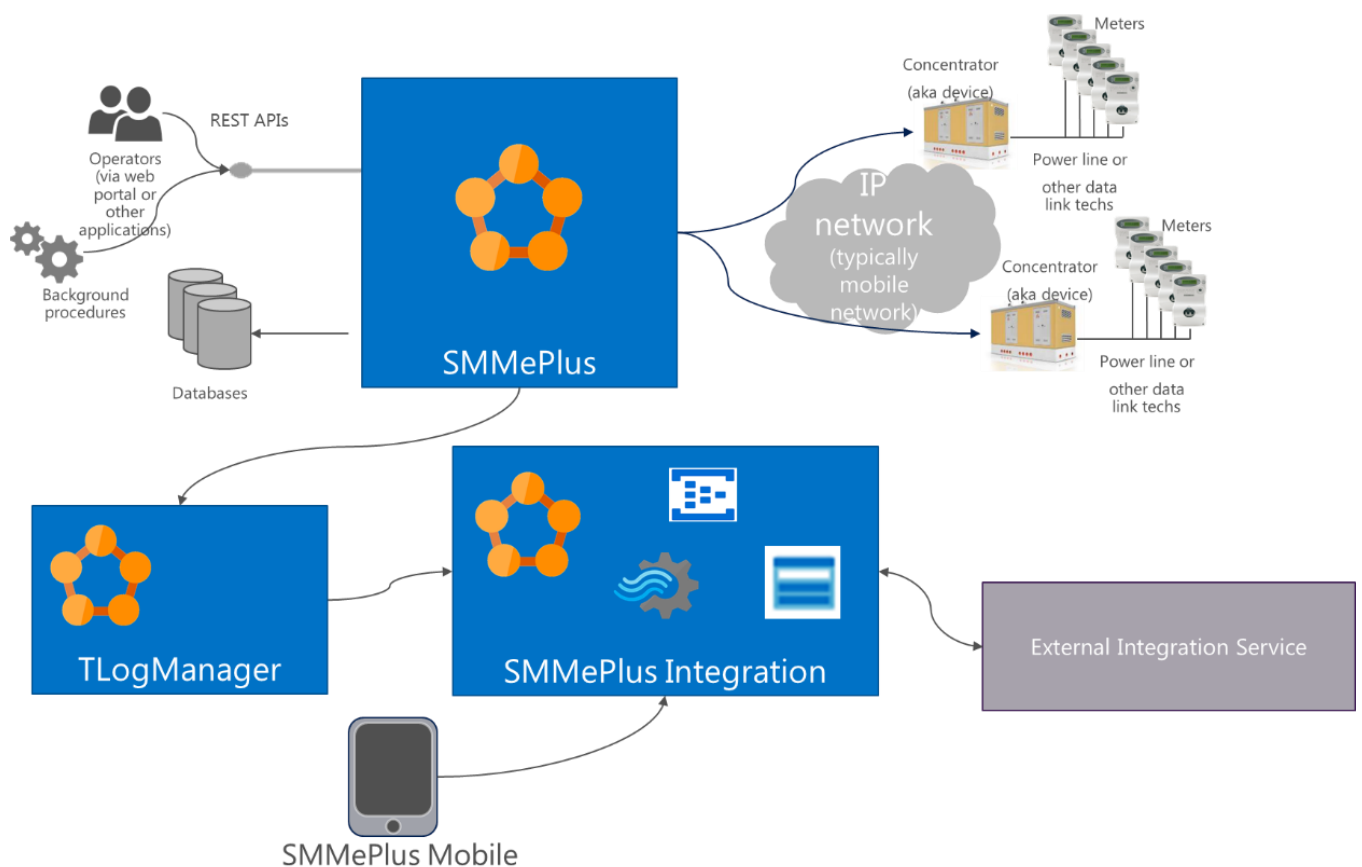 REST APIs
Operators
(via web
portal or
other
applications)
Background
procedures
Databases
SMMePlus
Concentrator
(aka device)
Meters
Power line or
other data
link techs
IP
network
(typically
mobile
network)
Meters
Concentrator
(aka device)
Power line or
other data
link techs
TLogManager
SMMePlus Integration
External Integration Service
SMMePlus Mobile